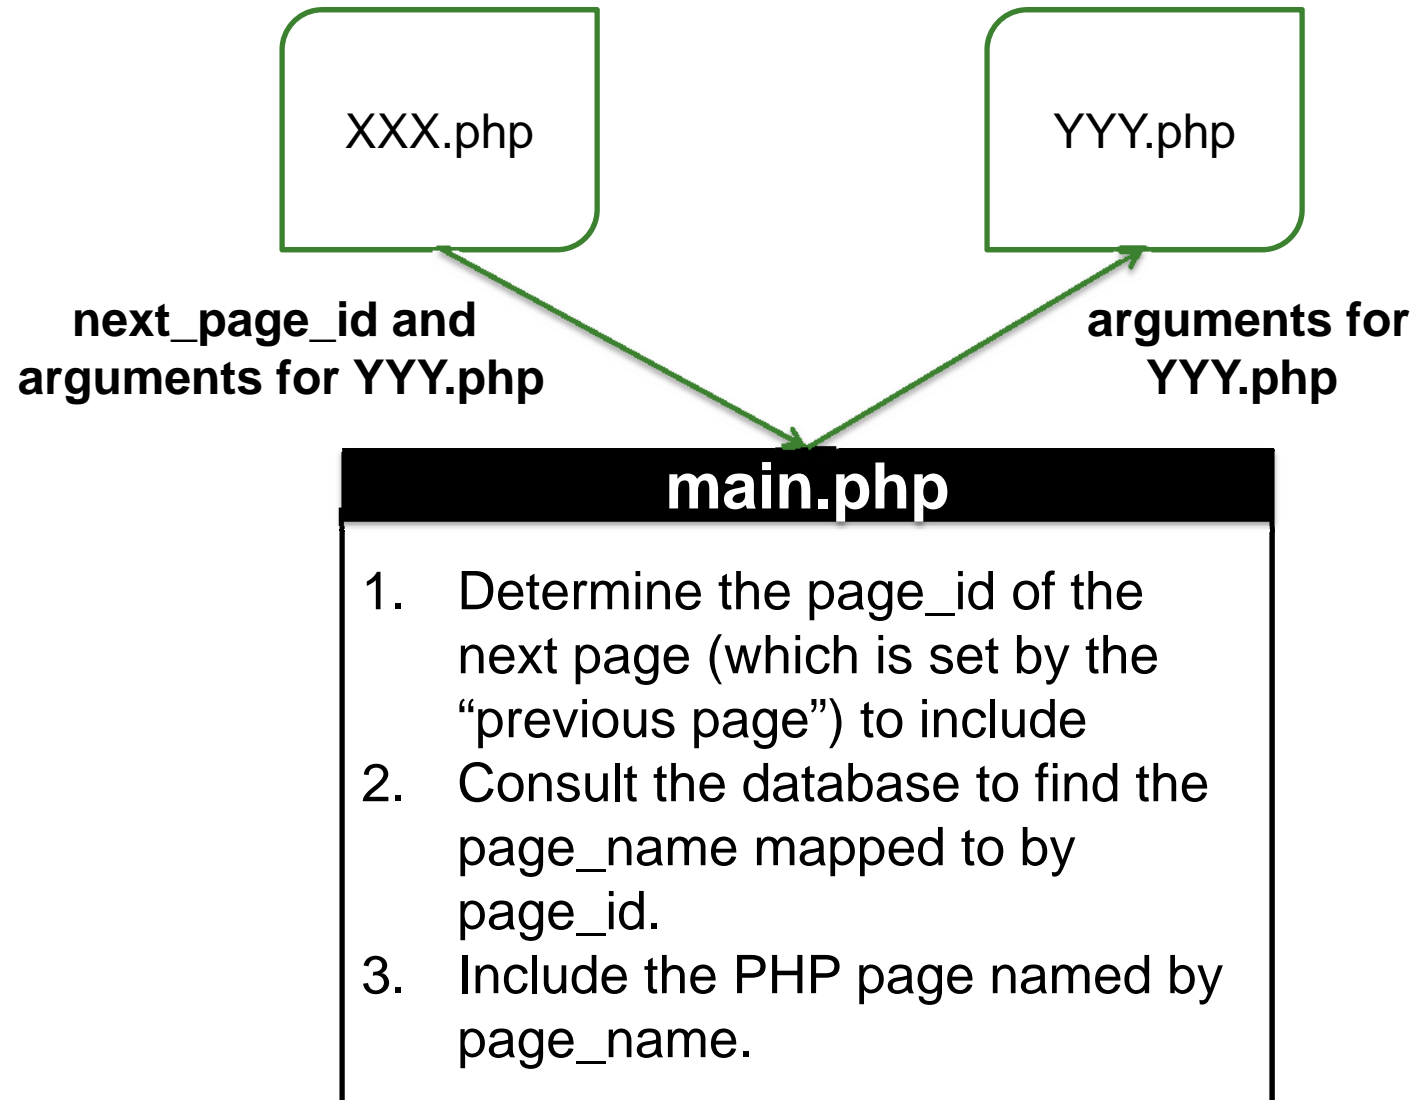 XXX.php
YYY.php
next_page_id and
arguments for YYY.php
arguments for
YYY.php
main.php
1. Determine the page_id of the
next page (which is set by the
“previous page”) to include
2. Consult the database to find the
page_name mapped to by
page_id.
3. Include the PHP page named by
page_name.